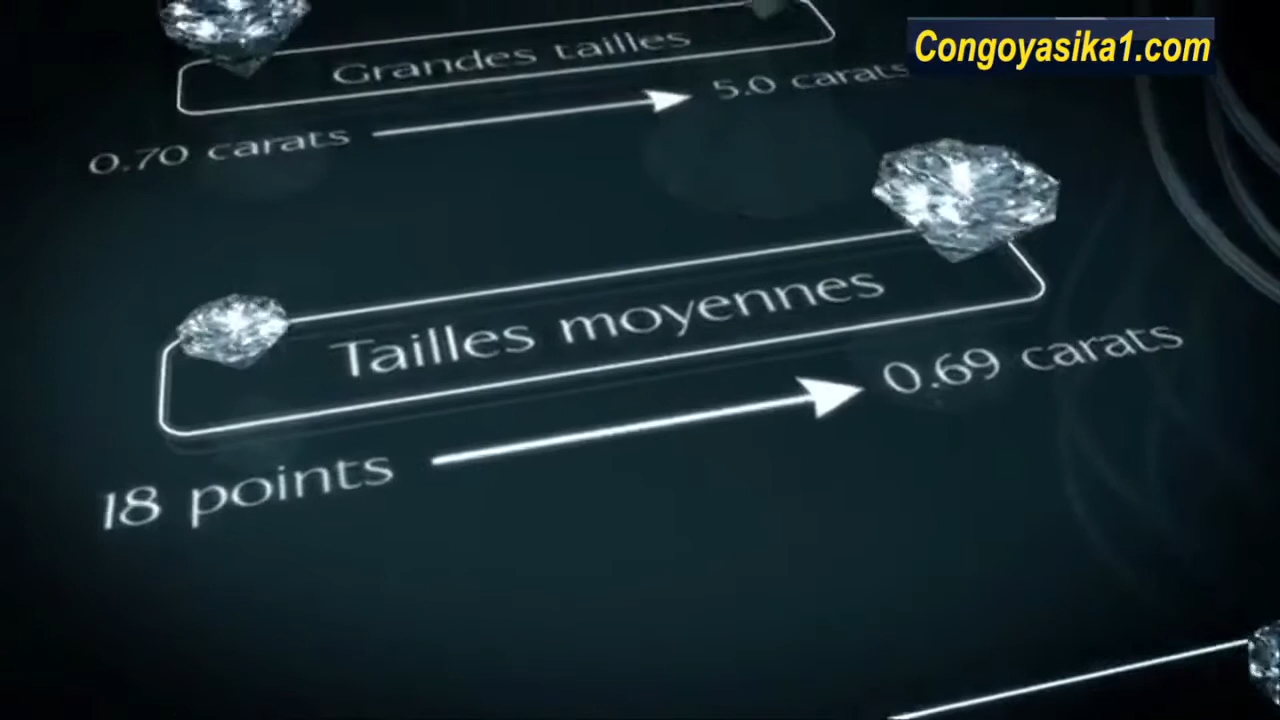 Congoyasika1.com
Grandes tailles
0.70 carats
5.0 carats
Tailles moyennes
18 points
0.69 carats